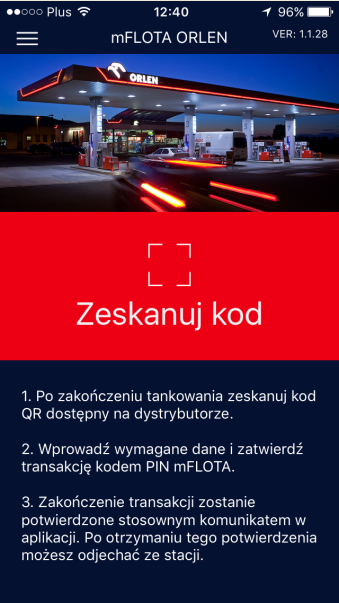 Plus 12:40 96%
mFLOTA ORLEN VER: 1.1.28
ORLEN
Zeskanuj kod
1. Po zakończeniu tankowania zeskanuj kod
QR dostępny na dystrybutorze.
2. Wprowadź wymagane dane i zatwierdź
transakcję kodem PIN mFLOTA.
3. Zakończenie transakcji zostanie
potwierdzone stosownym komunikatem w
aplikacji. Po otrzymaniu tego potwierdzenia
możesz odjechać ze stacji.